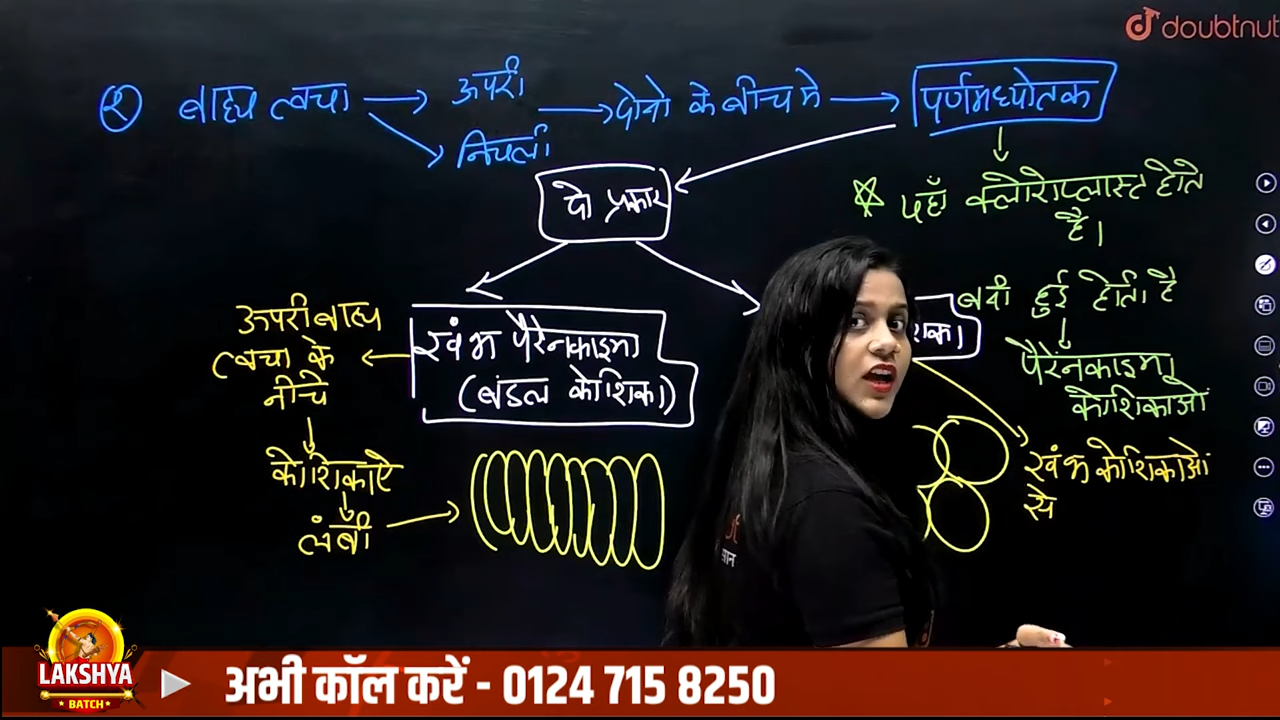 doubtnut
२ बाह्य त्वचा
ऊपरी
निचली
दोनो के बीच मे
पर्णमध्योतक
दो प्रकार
यहाँ क्लोरोप्लास्ट होते
है।
बनी हुई होती है
पैरेनकाइमा
कोशिकाओं
ऊपरी बाह्य
त्वचा के
नीचे
कोशिकाऐ
लंबी
स्वंभ पैरेनकाइमा
(खंडल कोशिका)
शिका
स्वंभ कोशिकाओं
से
LAKSHYA
BATCH
अभी कॉल करें - 0124 715 8250